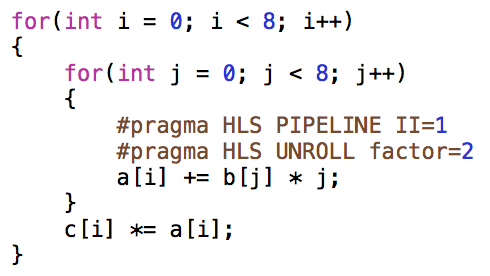 for(int i = 0; i < 8; i++)
{
    for(int j = 0; j < 8; j++)
    {
        #pragma HLS PIPELINE II=1
        #pragma HLS UNROLL factor=2
        a[i] += b[j] * j;
    }
    c[i] *= a[i];
}